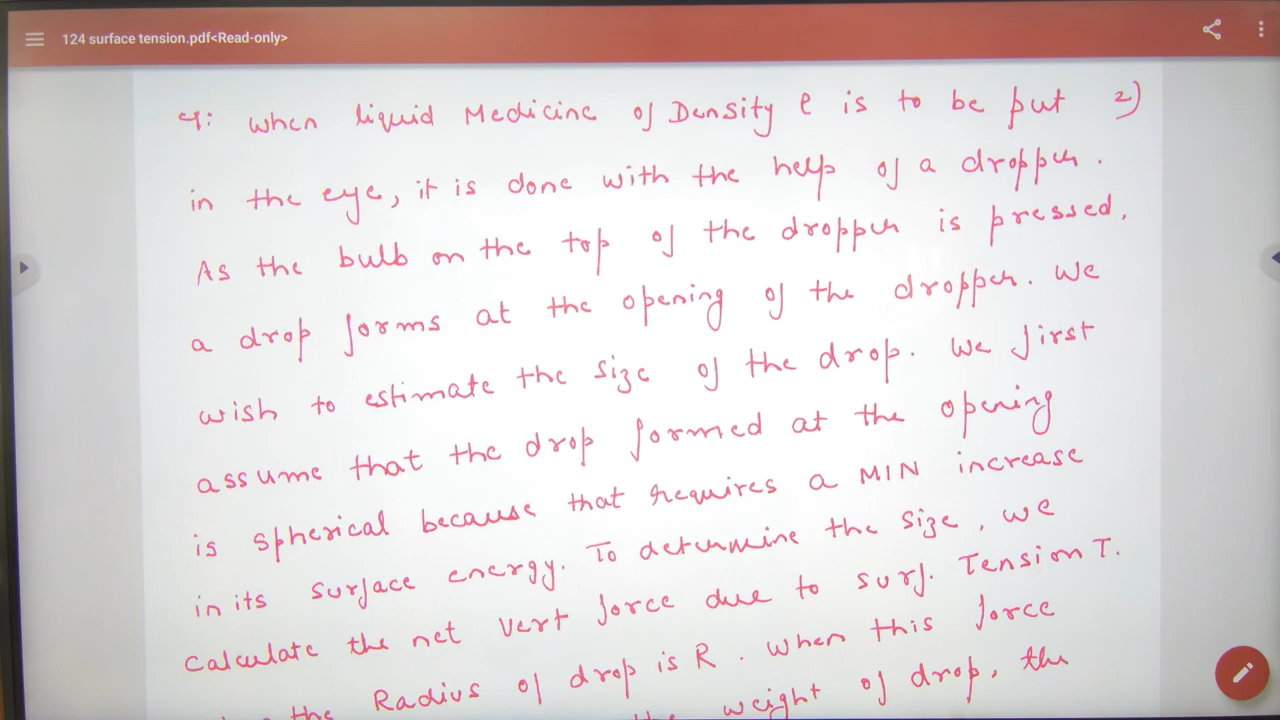 124 surface tension.pdf<Read-only>
q: when liquid Medicine of Density ρ is to be put 2)
in the eye, it is done with the help of a dropper.
As the bulb on the top of the dropper is pressed,
a drop forms at the opening of the dropper. We
wish to estimate the size of the drop. We first
assume that the drop formed at the opening
is spherical because that requires a MIN increase
in its surface energy. To determine the size, we
Calculate the net vert force due to surf. Tension T.
the Radius of drop is R. When this force
the weight of drop, the